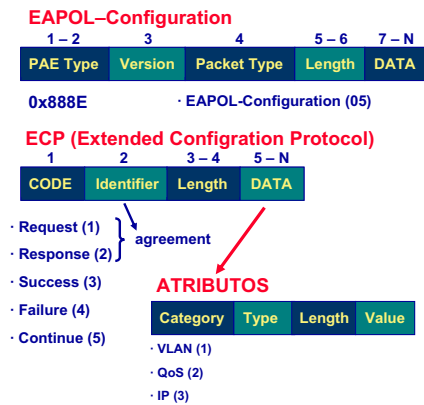 EAPOL–Configuration
1 – 2 3 4 5 – 6 7 – N
PAE Type Version Packet Type Length DATA
0x888E · EAPOL-Configuration (05)
ECP (Extended Configration Protocol)
1 2 3 – 4 5 – N
CODE Identifier Length DATA
· Request (1)
· Response (2)
agreement
· Success (3)
· Failure (4)
· Continue (5)
ATRIBUTOS
Category Type Length Value
· VLAN (1)
· QoS (2)
· IP (3)